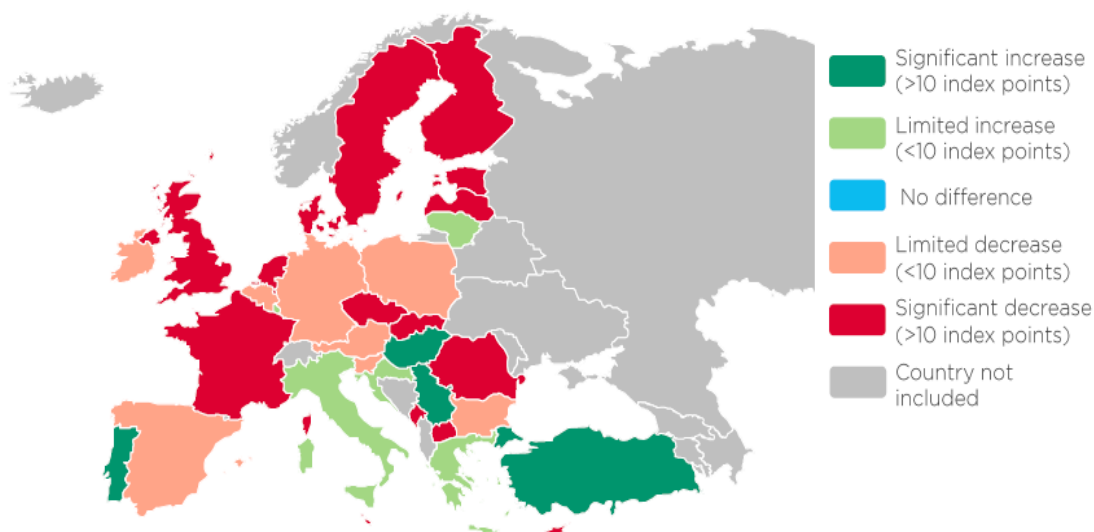 Significant increase
(>10 index points)
Limited increase
(<10 index points)
No difference
Limited decrease
(<10 index points)
Significant decrease
(>10 index points)
Country not
included